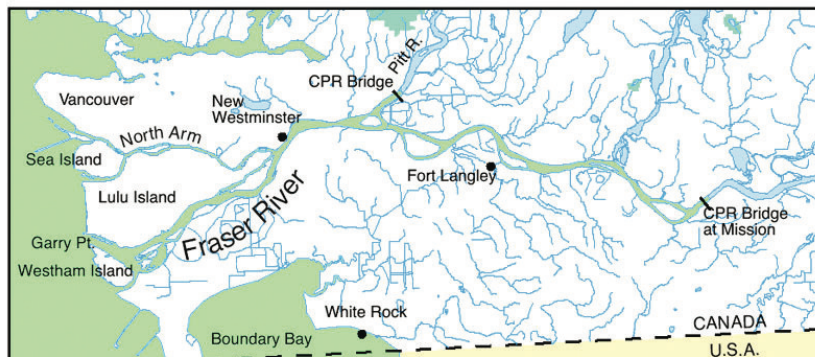 Pitt R.
CPR Bridge
Vancouver
New
Westminster
North Arm
Sea Island
Fort Langley
Lulu Island
CPR Bridge
at Mission
Fraser River
Garry Pt.
Westham Island
White Rock
CANADA
Boundary Bay
U.S.A.